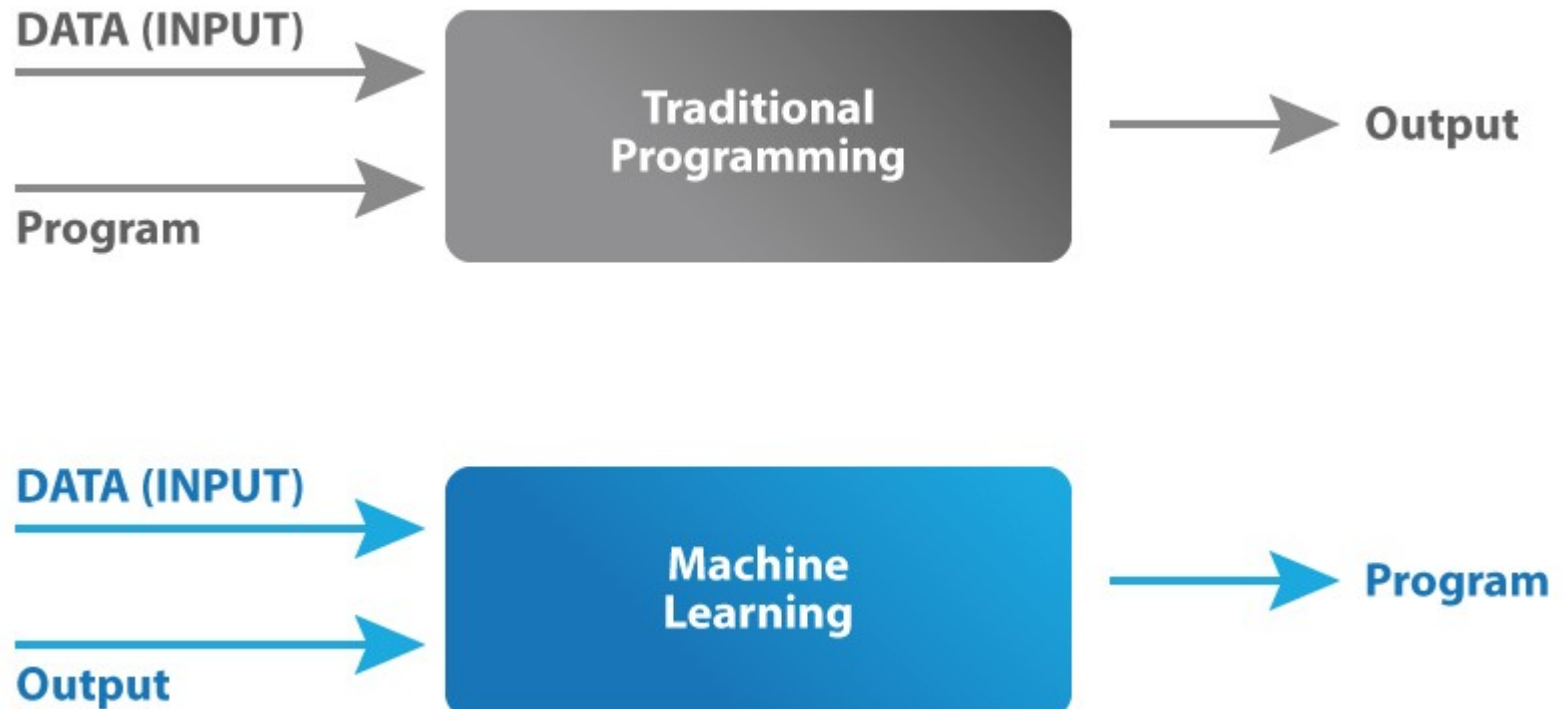 DATA (INPUT)
Program
Traditional
Programming
Output
DATA (INPUT)
Output
Machine
Learning
Program